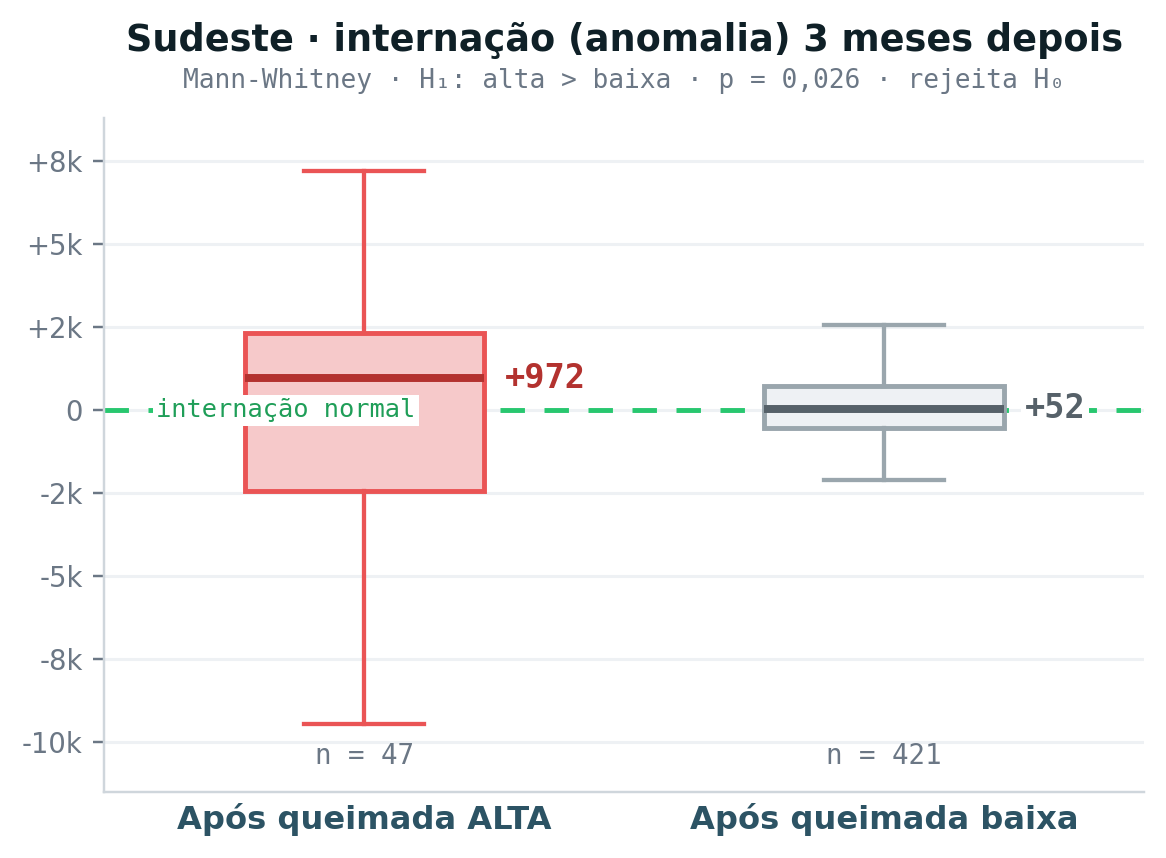 Sudeste · internação (anomalia) 3 meses depois
Mann-Whitney · H₁: alta > baixa · p = 0,026 · rejeita H₀
+8k
+5k
+2k
0
-2k
-5k
-8k
-10k
+972
internação normal
+52
n = 47
n = 421
Após queimada ALTA
Após queimada baixa